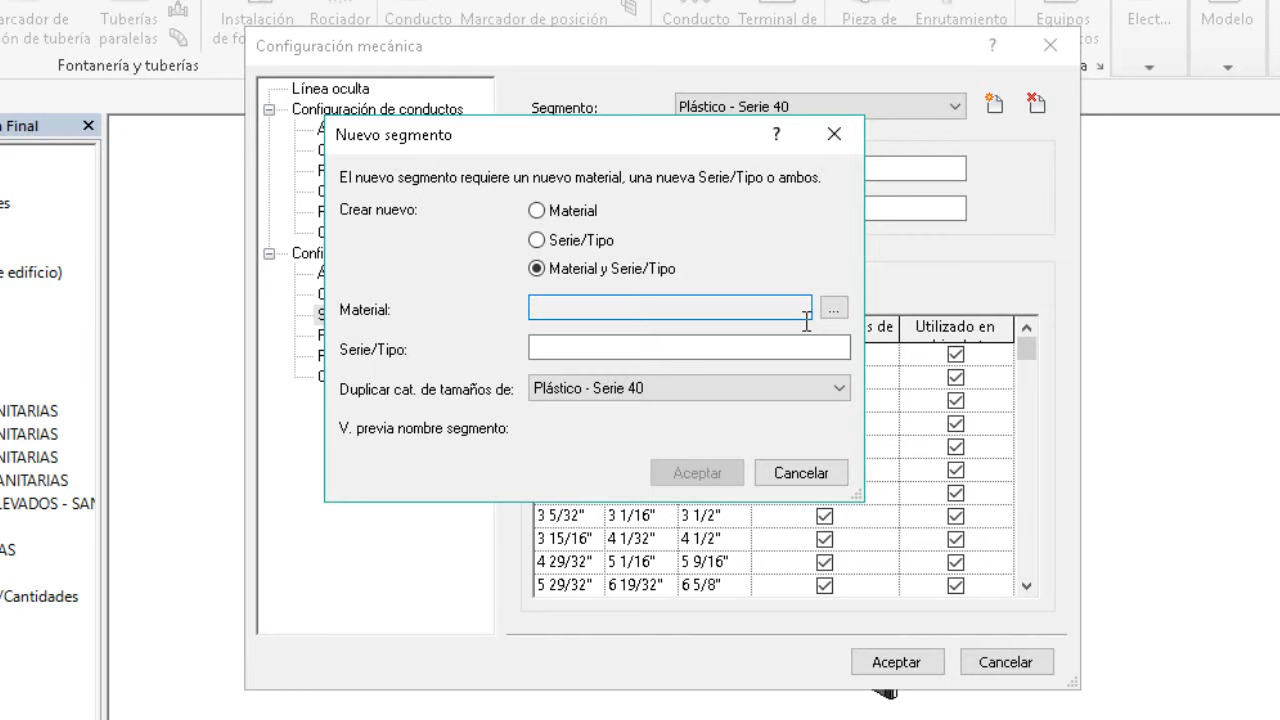 arcador de
ón de tubería
Tuberías
paralelas
Instalación
de fo
Rociador
Conducto
Marcador de posición
Conducto
Terminal de
Pieza de
Enrutamiento
Equipos
cos
Elect...
Modelo
Fontanería y tuberías
a
Configuración mecánica
?
Línea oculta
Configuración de conductos
Segmento:
Plástico - Serie 40
Final
Nuevo segmento
?
El nuevo segmento requiere un nuevo material, una nueva Serie/Tipo o ambos.
Crear nuevo:
Material
Serie/Tipo
Material y Serie/Tipo
Confi
Material:
...
Serie/Tipo:
Duplicar cat. de tamaños de:
Plástico - Serie 40
V. previa nombre segmento:
Aceptar
Cancelar
s de
Utilizado en
es
e edificio)
NITARIAS
NITARIAS
NITARIAS
ANITARIAS
LEVADOS - SAN
AS
/Cantidades
3 5/32" 3 1/16" 3 1/2"
3 15/16" 4 1/32" 4 1/2"
4 29/32" 5 1/16" 5 9/16"
5 29/32" 6 19/32" 6 5/8"
Aceptar
Cancelar